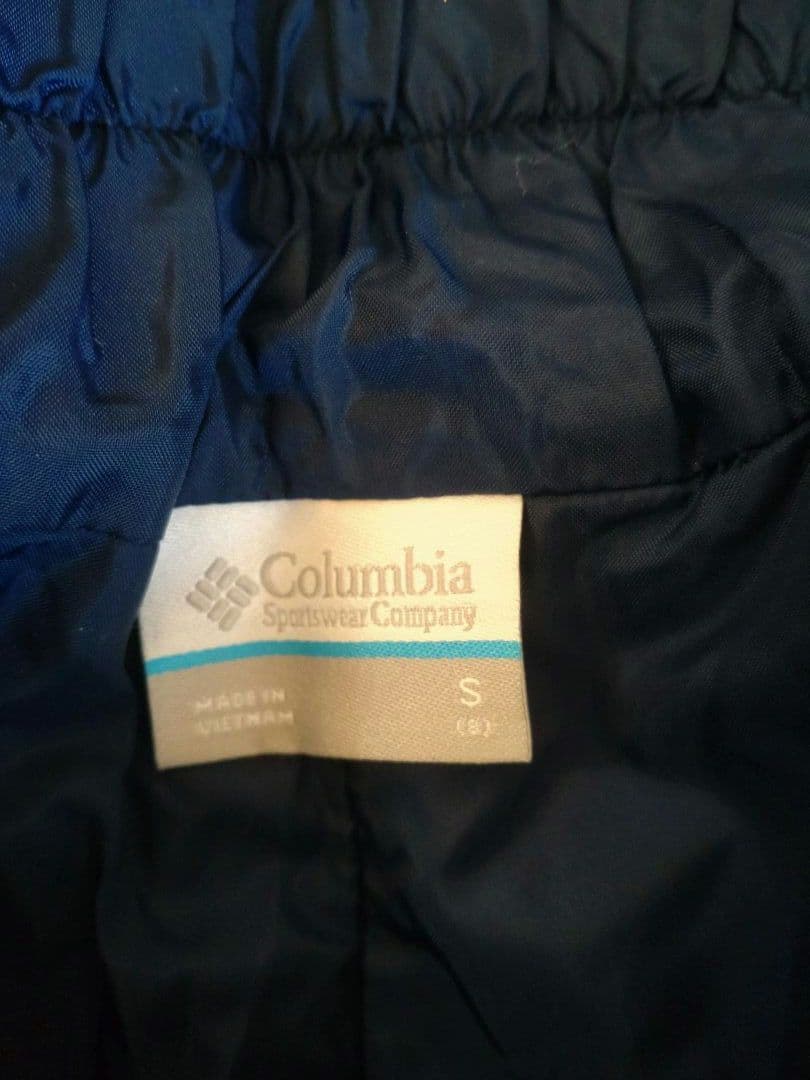 Columbia
Sportswear Company
MADE IN
VIETNAM
S
(8)